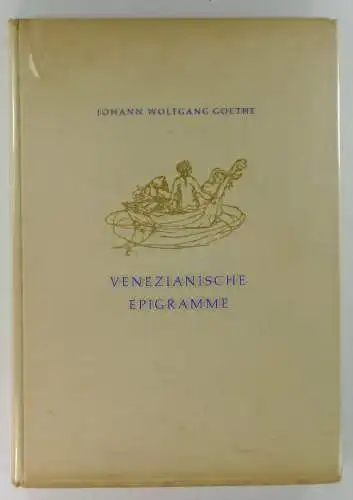 JOHANN WOLFGANG GOETHE
VENEZIANISCHE
EPIGRAMME